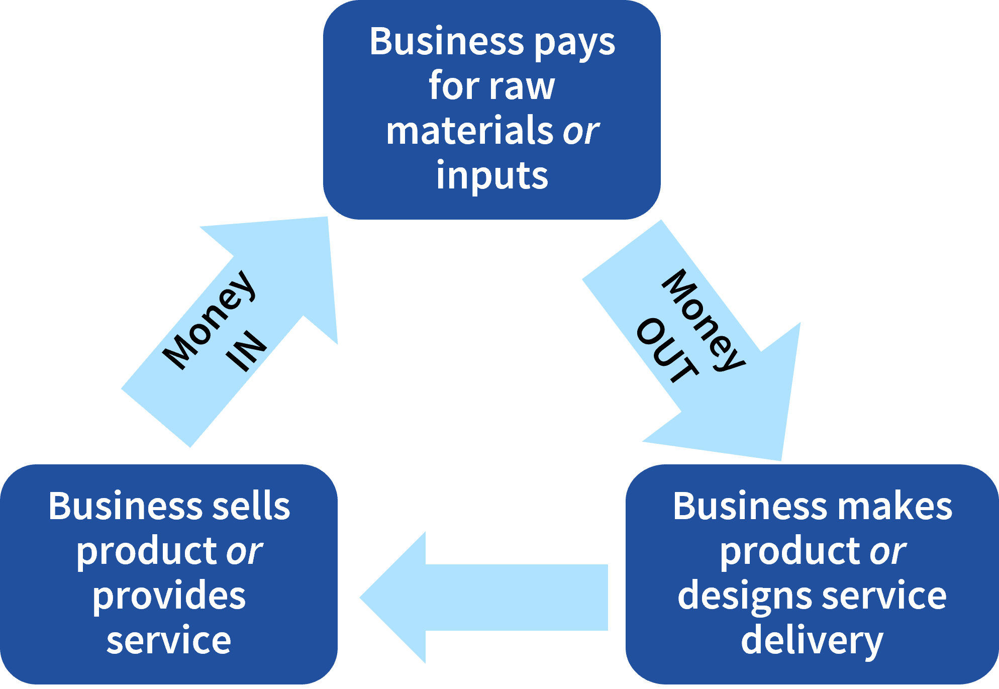 Business pays
for raw
materials or
inputs
Money
OUT
Business makes
product or
designs service
delivery
Business sells
product or
provides
service
Money
IN